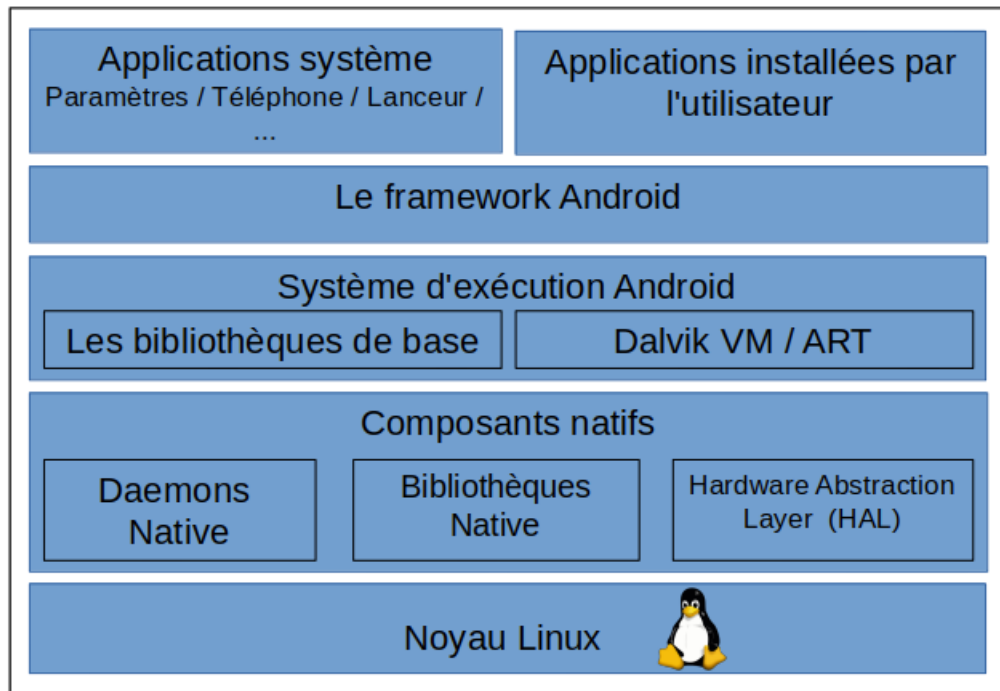 Applications système
Paramètres / Téléphone / Lanceur /
...
Applications installées par
l'utilisateur
Le framework Android
Système d'exécution Android
Les bibliothèques de base
Dalvik VM / ART
Composants natifs
Daemons
Native
Bibliothèques
Native
Hardware Abstraction
Layer (HAL)
Noyau Linux